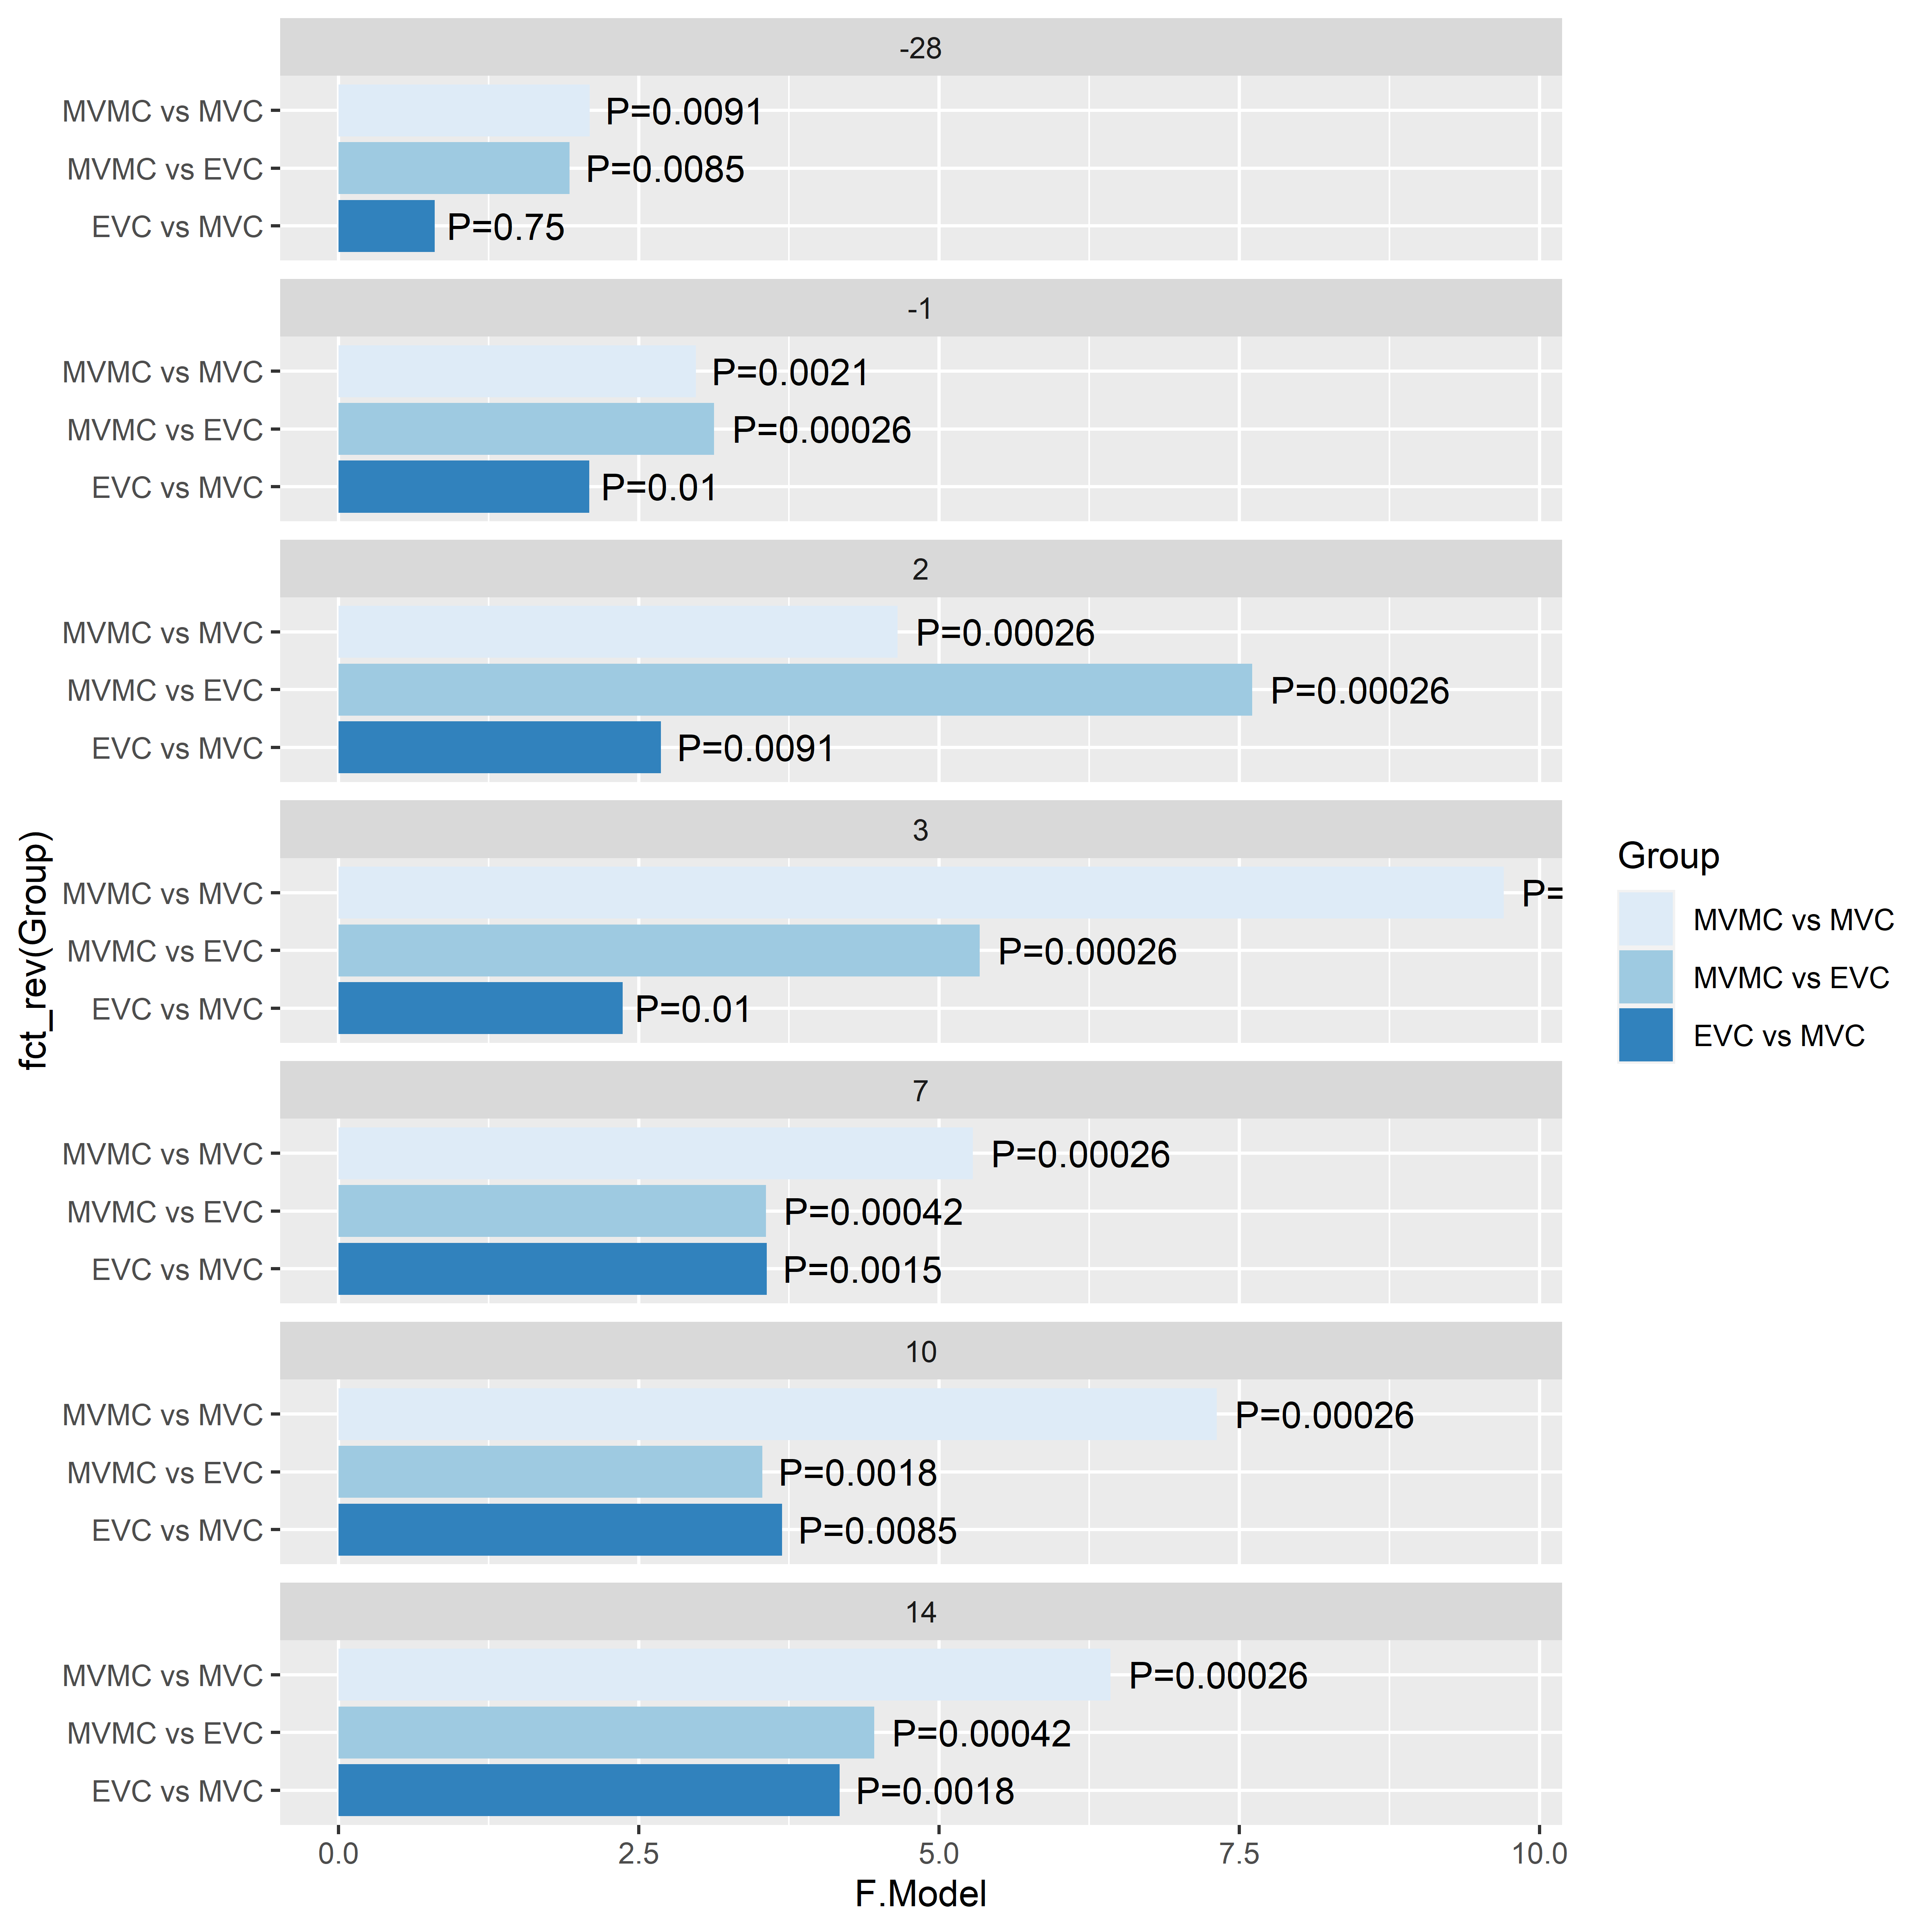 -28
MVMC vs MVC P=0.0091
MVMC vs EVC P=0.0085
EVC vs MVC P=0.75
-1
MVMC vs MVC P=0.0021
MVMC vs EVC P=0.00026
EVC vs MVC P=0.01
2
MVMC vs MVC P=0.00026
MVMC vs EVC P=0.00026
EVC vs MVC P=0.0091
3
MVMC vs MVC P=
MVMC vs EVC P=0.00026
EVC vs MVC P=0.01
7
MVMC vs MVC P=0.00026
MVMC vs EVC P=0.00042
EVC vs MVC P=0.0015
10
MVMC vs MVC P=0.00026
MVMC vs EVC P=0.0018
EVC vs MVC P=0.0085
14
MVMC vs MVC P=0.00026
MVMC vs EVC P=0.00042
EVC vs MVC P=0.0018
0.0 2.5 5.0 7.5 10.0
F.Model
fct_rev(Group)
Group
MVMC vs MVC
MVMC vs EVC
EVC vs MVC